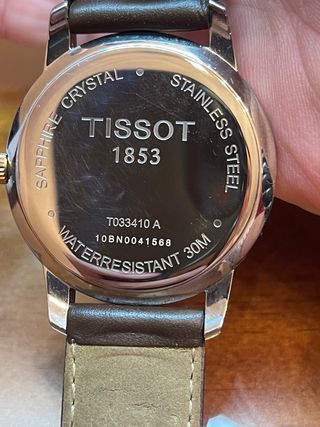 TISSOT
1853
T033410 A
10BN0041568
SAPPHIRE CRYSTAL
STAINLESS STEEL
WATERRESISTANT 30M